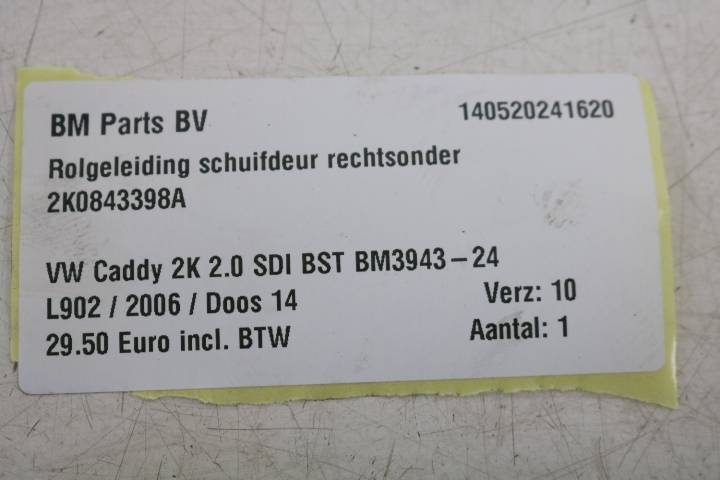 BM Parts BV 140520241620
Rolgeleiding schuifdeur rechtsonder
2K0843398A
VW Caddy 2K 2.0 SDI BST BM3943-24
L902 / 2006 / Doos 14 Verz: 10
29.50 Euro incl. BTW Aantal: 1